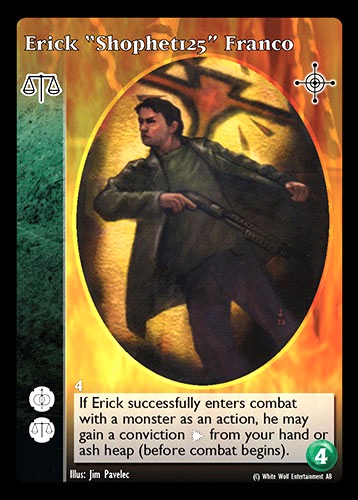 Erick “Shophet125” Franco
4
If Erick successfully enters combat
with a monster as an action, he may
gain a conviction from your hand or
ash heap (before combat begins).
4
Illus: Jim Pavelec
(C) White Wolf Entertainment AB